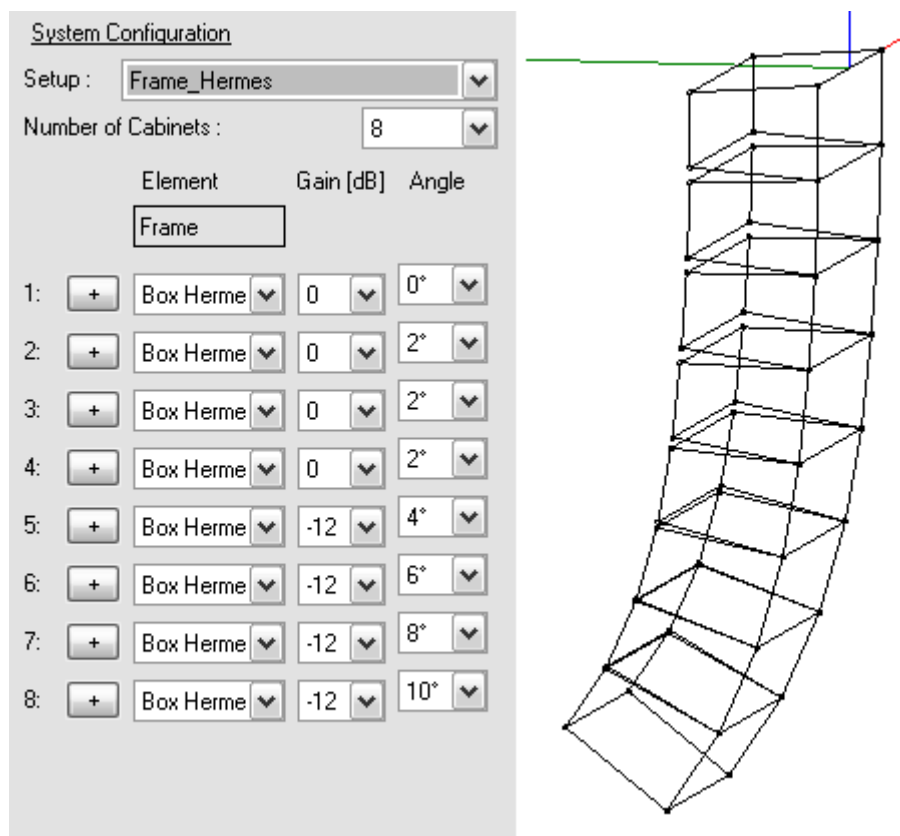 System Configuration
Setup : Frame_Hermes
Number of Cabinets : 8
Element Gain [dB] Angle
Frame
1: + Box Herme 0 0°
2: + Box Herme 0 2°
3: + Box Herme 0 2°
4: + Box Herme 0 2°
5: + Box Herme -12 4°
6: + Box Herme -12 6°
7: + Box Herme -12 8°
8: + Box Herme -12 10°